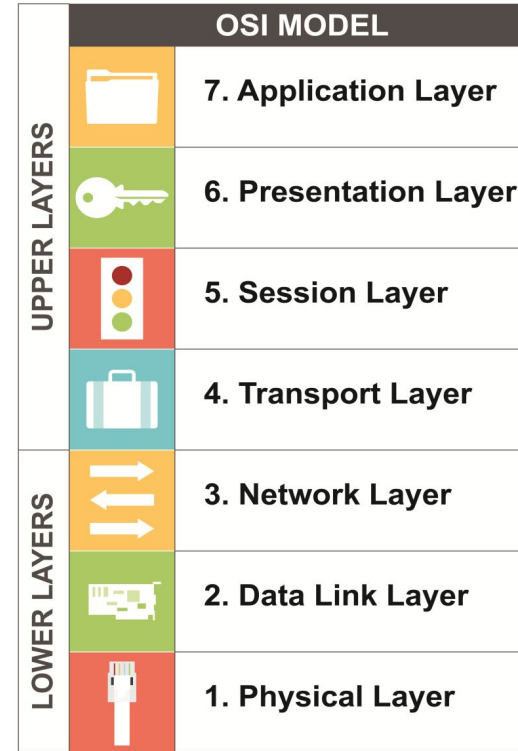 OSI MODEL
UPPER LAYERS
7. Application Layer
6. Presentation Layer
5. Session Layer
4. Transport Layer
LOWER LAYERS
3. Network Layer
2. Data Link Layer
1. Physical Layer